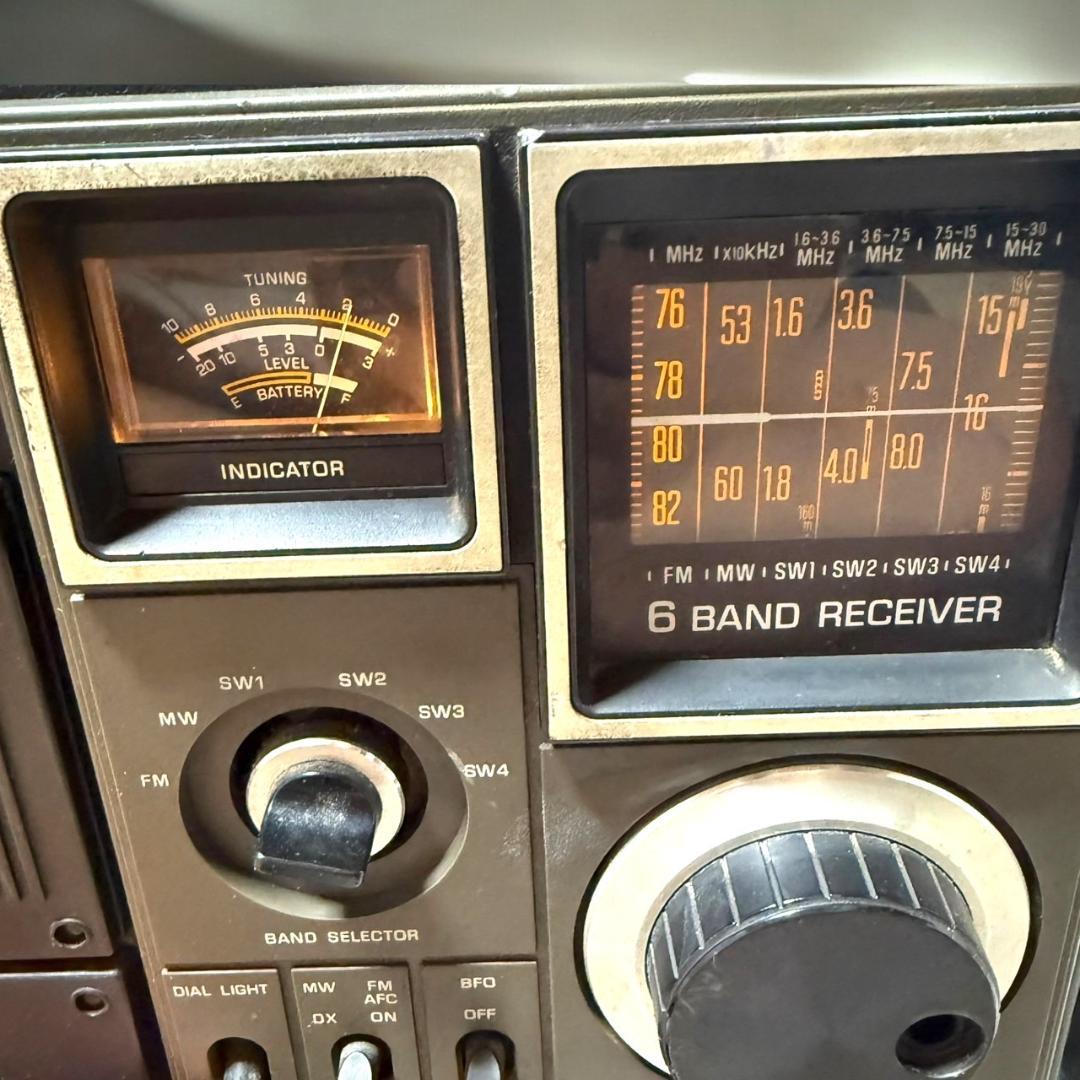 TUNING
10 8 6 4 2 0
- 20 10 5 3 0 3 +
LEVEL
E BATTERY F
INDICATOR
MHz x10kHz 1.6~3.6 MHz 3.6~7.5 MHz 7.5~15 MHz 15~30 MHz
76 53 1.6 3.6 15
78 7.5
80 16
60 1.8 4.0 8.0
82
160 m
16 m
FM MW SW1 SW2 SW3 SW4
6 BAND RECEIVER
FM MW SW1 SW2 SW3 SW4
BAND SELECTOR
DIAL LIGHT
MW FM
AFC
DX ON
BFO
OFF